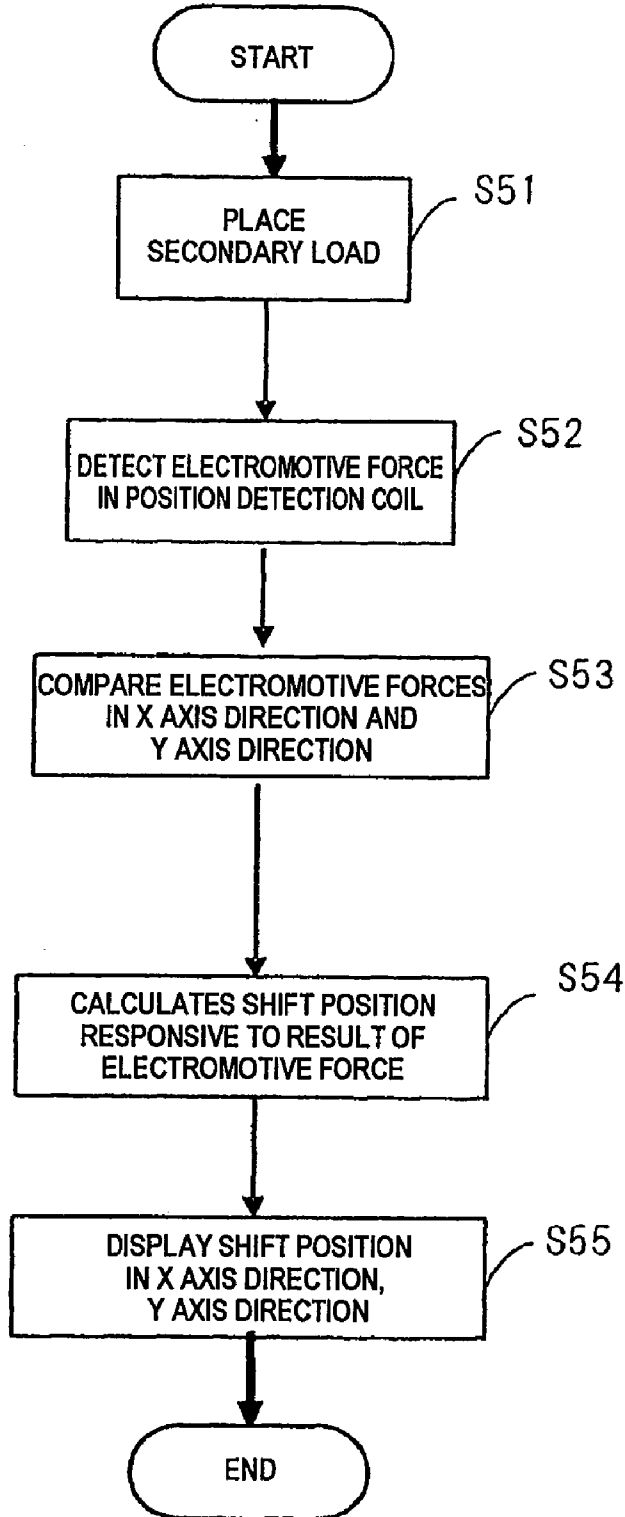 START
S51
PLACE
SECONDARY LOAD
S52
DETECT ELECTROMOTIVE FORCE
IN POSITION DETECTION COIL
S53
COMPARE ELECTROMOTIVE FORCES
IN X AXIS DIRECTION AND
Y AXIS DIRECTION
S54
CALCULATES SHIFT POSITION
RESPONSIVE TO RESULT OF
ELECTROMOTIVE FORCE
S55
DISPLAY SHIFT POSITION
IN X AXIS DIRECTION,
Y AXIS DIRECTION
END